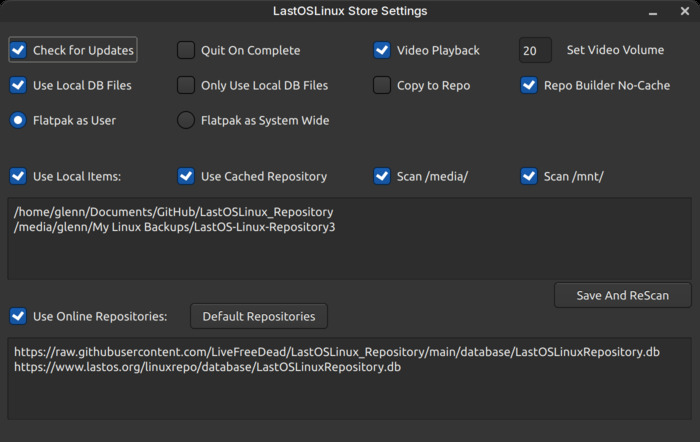 LastOSLinux Store Settings
Check for Updates Quit On Complete Video Playback 20 Set Video Volume
Use Local DB Files Only Use Local DB Files Copy to Repo Repo Builder No-Cache
Flatpak as User Flatpak as System Wide
Use Local Items: Use Cached Repository Scan /media/ Scan /mnt/
/home/glenn/Documents/GitHub/LastOSLinux_Repository
/media/glenn/My Linux Backups/LastOS-Linux-Repository3
Save And ReScan
Use Online Repositories: Default Repositories
https://raw.githubusercontent.com/LiveFreeDead/LastOSLinux_Repository/main/database/LastOSLinuxRepository.db
https://www.lastos.org/linuxrepo/database/LastOSLinuxRepository.db